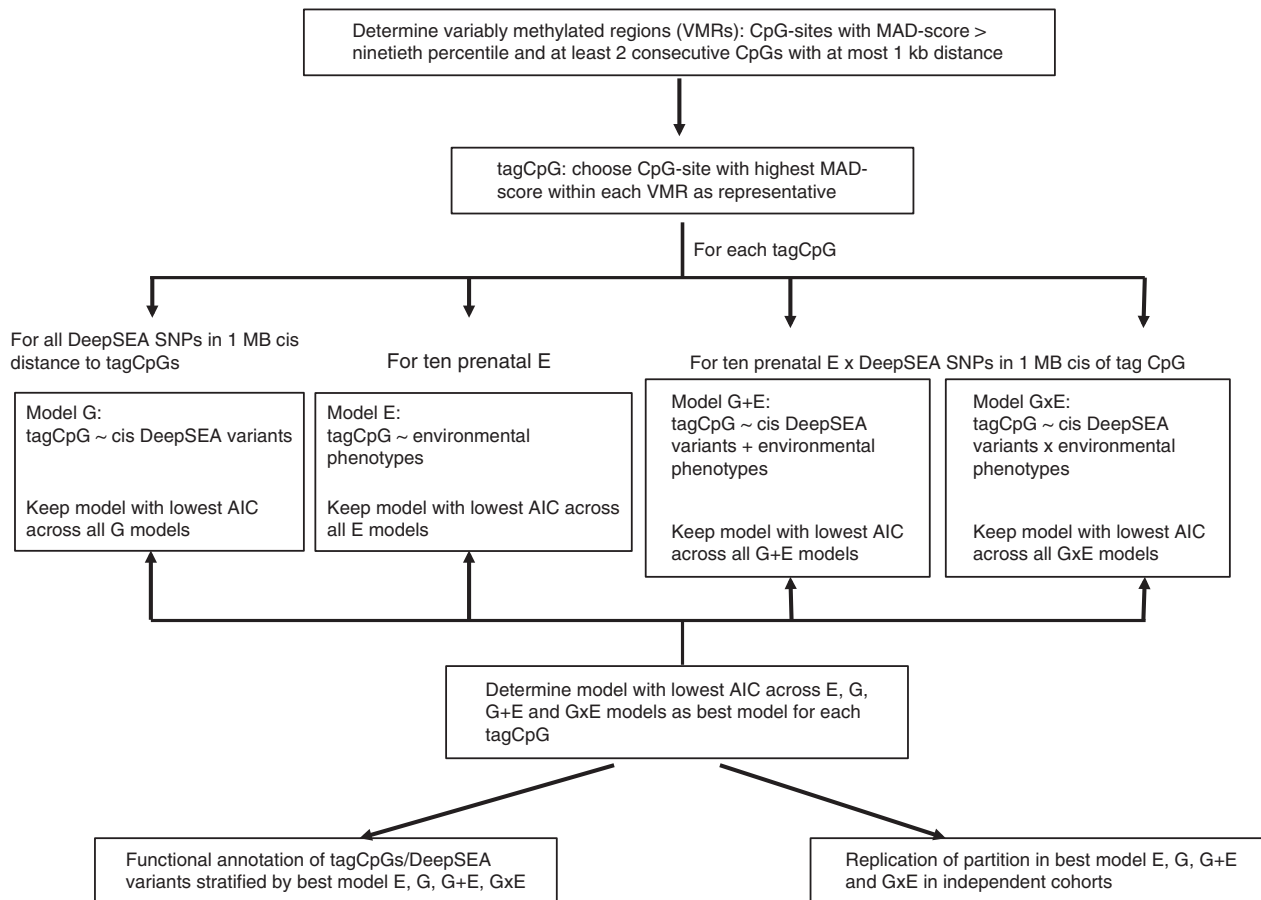 Determine variably methylated regions (VMRs): CpG-sites with MAD-score >
ninetieth percentile and at least 2 consecutive CpGs with at most 1 kb distance
tagCpG: choose CpG-site with highest MAD-
score within each VMR as representative
For each tagCpG
For all DeepSEA SNPs in 1 MB cis
distance to tagCpGs
For ten prenatal E
For ten prenatal E x DeepSEA SNPs in 1 MB cis of tag CpG
Model G:
tagCpG ~ cis DeepSEA variants
Keep model with lowest AIC
across all G models
Model E:
tagCpG ~ environmental
phenotypes
Keep model with lowest AIC across
all E models
Model G+E:
tagCpG ~ cis DeepSEA
variants + environmental
phenotypes
Keep model with lowest AIC
across all G+E models
Model GxE:
tagCpG ~ cis DeepSEA
variants x environmental
phenotypes
Keep model with lowest AIC
across all GxE models
Determine model with lowest AIC across E, G,
G+E and GxE models as best model for each
tagCpG
Functional annotation of tagCpGs/DeepSEA
variants stratified by best model E, G, G+E, GxE
Replication of partition in best model E, G, G+E
and GxE in independent cohorts